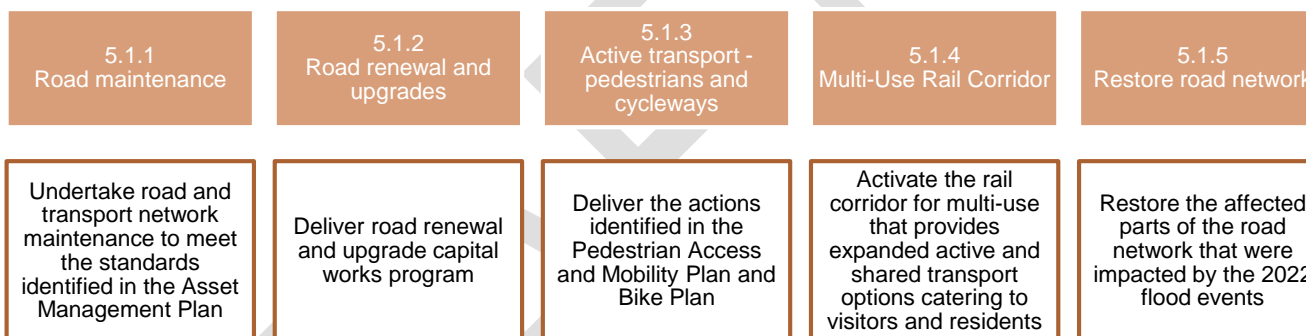 5.1.1
Road maintenance
5.1.2
Road renewal and
upgrades
5.1.3
Active transport -
pedestrians and
cycleways
5.1.4
Multi-Use Rail Corridor
5.1.5
Restore road network
Undertake road and
transport network
maintenance to meet
the standards
identified in the Asset
Management Plan
Deliver road renewal
and upgrade capital
works program
Deliver the actions
identified in the
Pedestrian Access
and Mobility Plan and
Bike Plan
Activate the rail
corridor for multi-use
that provides
expanded active and
shared transport
options catering to
visitors and residents
Restore the affected
parts of the road
network that were
impacted by the 2022
flood events